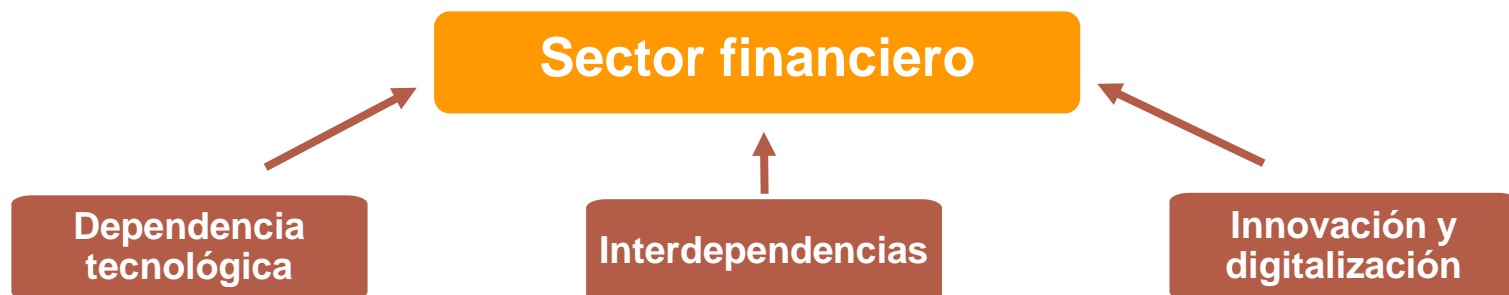 Sector financiero
Dependencia
tecnológica
Interdependencias
Innovación y
digitalización